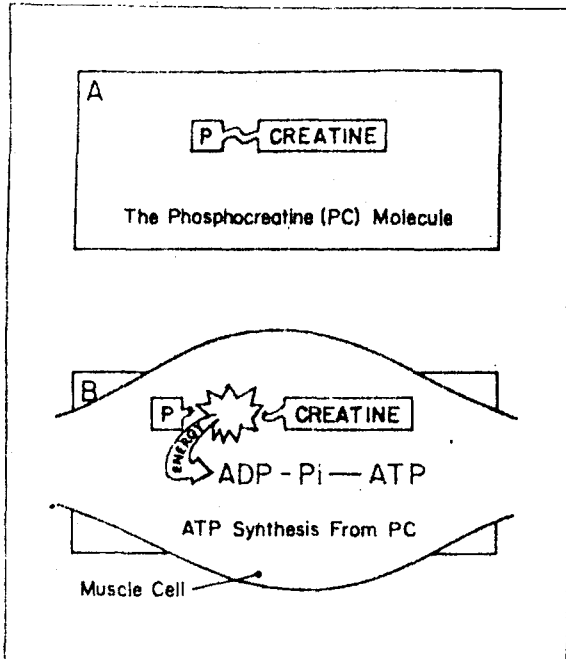 A
P CREATINE
The Phosphocreatine (PC) Molecule
B
P CREATINE
ENERGY
ADP - Pi — ATP
ATP Synthesis From PC
Muscle Cell